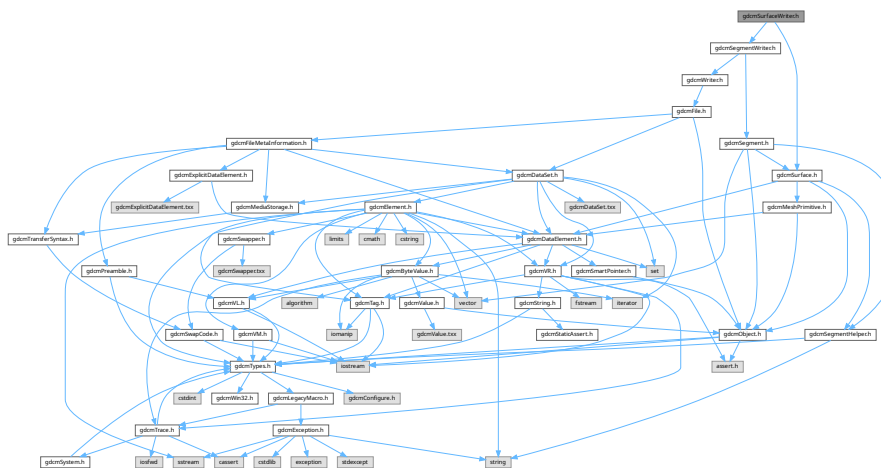 gdcmSurfaceWriter.h
gdcmSegmentWriter.h
gdcmWriter.h
gdcmFile.h
gdcmFileMetaInformation.h
gdcmSegment.h
gdcmExplicitDataElement.h
gdcmDataSet.h
gdcmSurface.h
gdcmExplicitDataElement.txx
gdcmMediaStorage.h
gdcmElement.h
gdcmDataSet.txx
gdcmMeshPrimitive.h
gdcmTransferSyntax.h
gdcmSwapper.h
limits
cmath
cstring
gdcmDataElement.h
gdcmPreamble.h
gdcmSwapper.txx
gdcmByteValue.h
gdcmVR.h
gdcmSmartPointer.h
set
gdcmVL.h
algorithm
gdcmTag.h
gdcmValue.h
vector
gdcmString.h
fstream
iterator
gdcmSwapCode.h
gdcmVM.h
iomanip
gdcmValue.txx
gdcmStaticAssert.h
gdcmObject.h
gdcmSegmentHelper.h
gdcmTypes.h
iostream
assert.h
cstdint
gdcmWin32.h
gdcmLegacyMacro.h
gdcmConfigure.h
gdcmTrace.h
gdcmException.h
gdcmSystem.h
iosfwd
sstream
cassert
cstdlib
exception
stdexcept
string